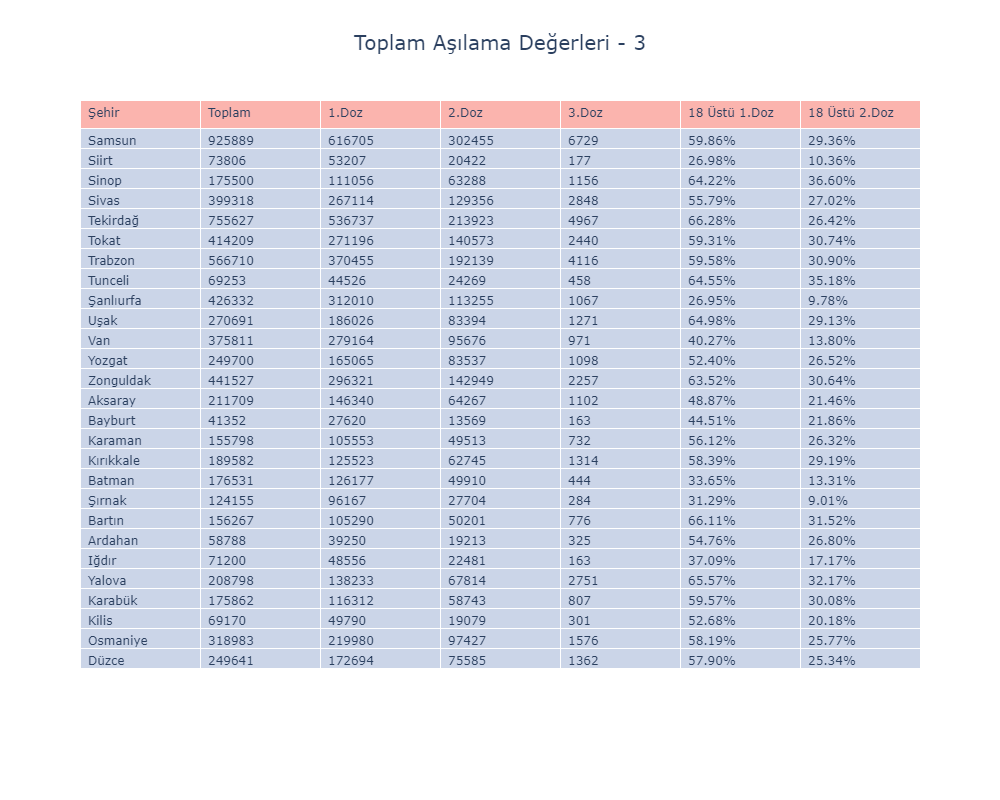 Toplam Aşılama Değerleri - 3
Şehir Toplam 1.Doz 2.Doz 3.Doz 18 Üstü 1.Doz 18 Üstü 2.Doz
Samsun 925889 616705 302455 6729 59.86% 29.36%
Siirt 73806 53207 20422 177 26.98% 10.36%
Sinop 175500 111056 63288 1156 64.22% 36.60%
Sivas 399318 267114 129356 2848 55.79% 27.02%
Tekirdağ 755627 536737 213923 4967 66.28% 26.42%
Tokat 414209 271196 140573 2440 59.31% 30.74%
Trabzon 566710 370455 192139 4116 59.58% 30.90%
Tunceli 69253 44526 24269 458 64.55% 35.18%
Şanlıurfa 426332 312010 113255 1067 26.95% 9.78%
Uşak 270691 186026 83394 1271 64.98% 29.13%
Van 375811 279164 95676 971 40.27% 13.80%
Yozgat 249700 165065 83537 1098 52.40% 26.52%
Zonguldak 441527 296321 142949 2257 63.52% 30.64%
Aksaray 211709 146340 64267 1102 48.87% 21.46%
Bayburt 41352 27620 13569 163 44.51% 21.86%
Karaman 155798 105553 49513 732 56.12% 26.32%
Kırıkkale 189582 125523 62745 1314 58.39% 29.19%
Batman 176531 126177 49910 444 33.65% 13.31%
Şırnak 124155 96167 27704 284 31.29% 9.01%
Bartın 156267 105290 50201 776 66.11% 31.52%
Ardahan 58788 39250 19213 325 54.76% 26.80%
Iğdır 71200 48556 22481 163 37.09% 17.17%
Yalova 208798 138233 67814 2751 65.57% 32.17%
Karabük 175862 116312 58743 807 59.57% 30.08%
Kilis 69170 49790 19079 301 52.68% 20.18%
Osmaniye 318983 219980 97427 1576 58.19% 25.77%
Düzce 249641 172694 75585 1362 57.90% 25.34%